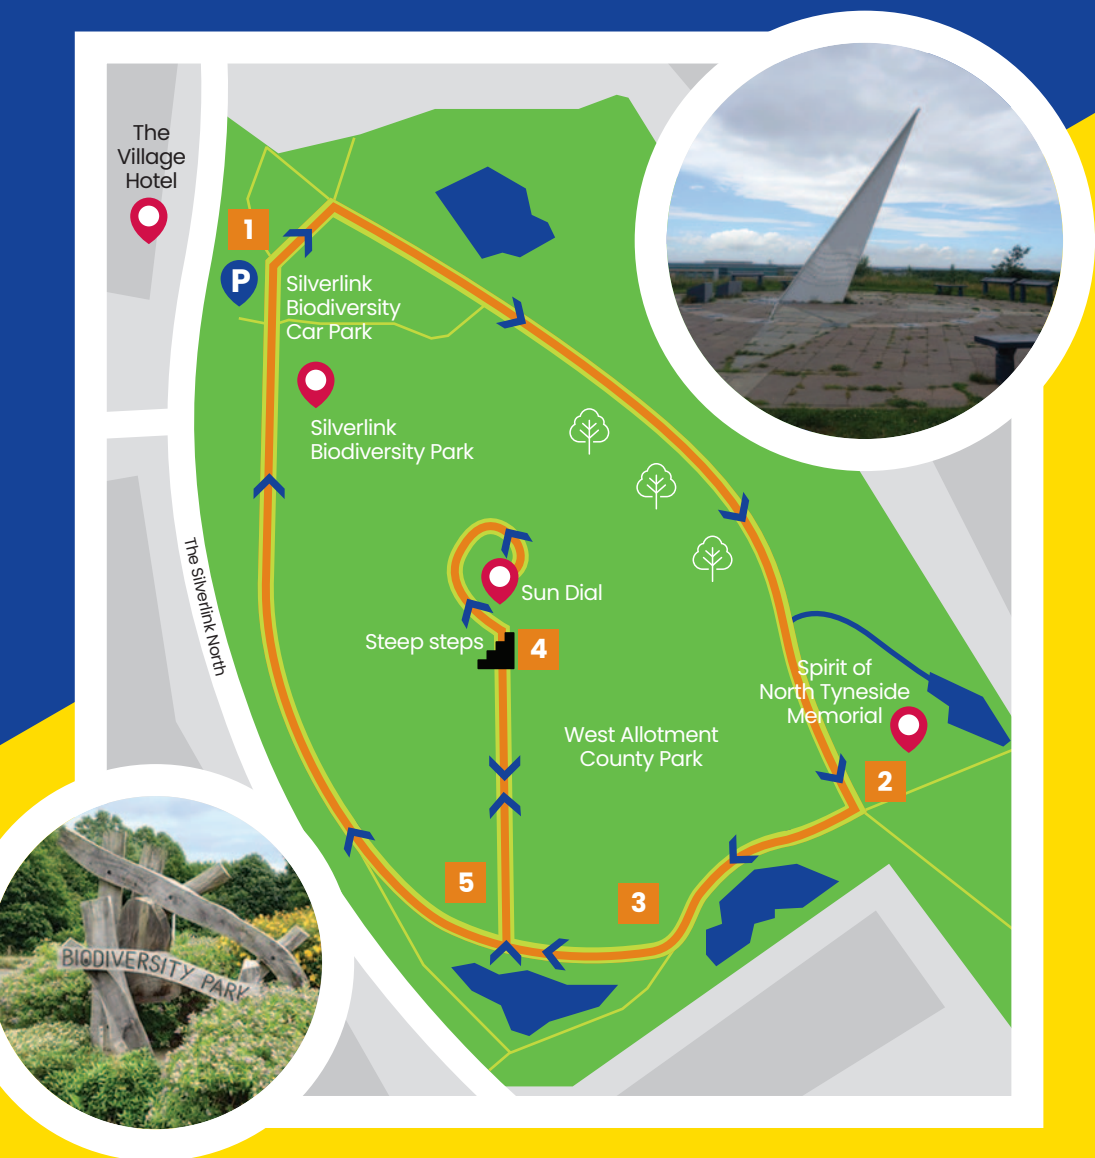 The
Village
Hotel
1
P
Silverlink
Biodiversity
Car Park
Silverlink
Biodiversity Park
The Silverlink North
Sun Dial
Steep steps
4
Spirit of
North Tyneside
Memorial
West Allotment
County Park
2
5
3
BIODIVERSITY PARK